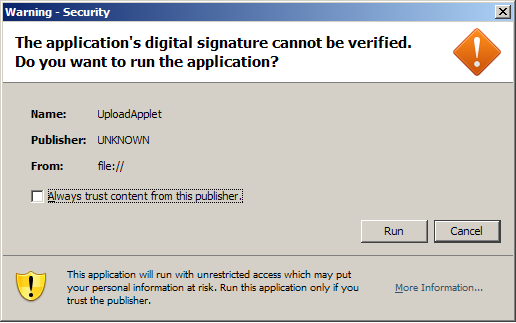 Warning - Security
The application's digital signature cannot be verified.
Do you want to run the application?
Name: UploadApplet
Publisher: UNKNOWN
From: file://
Always trust content from this publisher.
Run Cancel
This application will run with unrestricted access which may put
your personal information at risk. Run this application only if you
trust the publisher.
More Information...